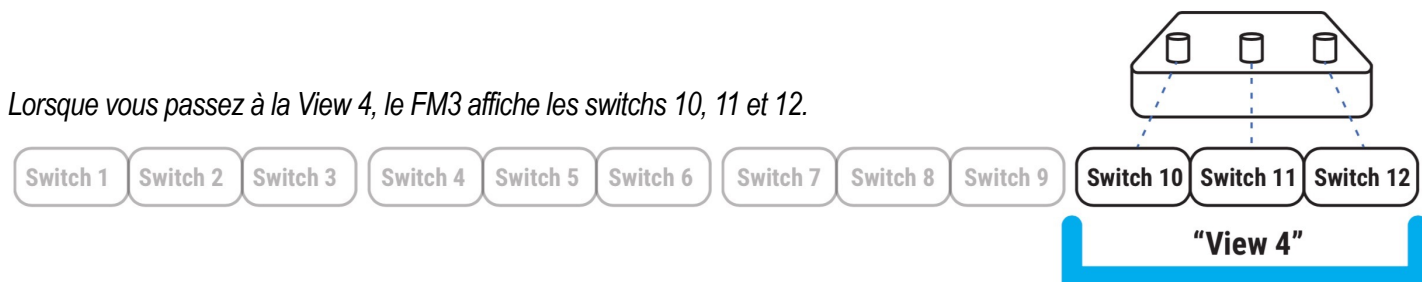 Lorsque vous passez à la View 4, le FM3 affiche les switchs 10, 11 et 12.
Switch 1 Switch 2 Switch 3 Switch 4 Switch 5 Switch 6 Switch 7 Switch 8 Switch 9 Switch 10 Switch 11 Switch 12
“View 4”